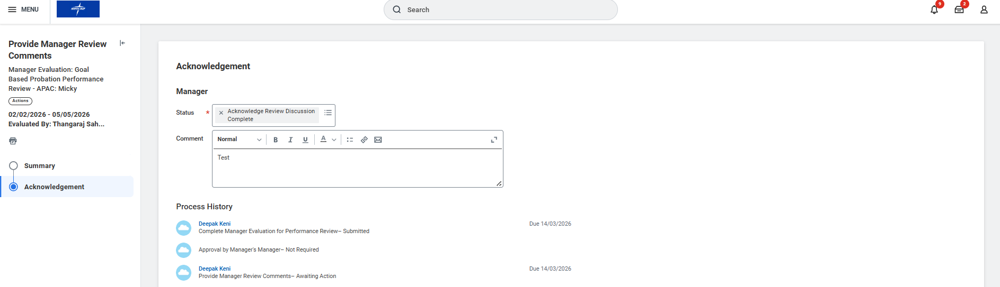 MENU
MEDLINE
Search
9
2
Provide Manager Review
Comments
Manager Evaluation: Goal
Based Probation Performance
Review - APAC: Micky
Actions
02/02/2026 - 05/05/2026
Evaluated By: Thangaraj Sah...
Summary
Acknowledgement
Acknowledgement
Manager
Status *
Acknowledge Review Discussion
Complete
Comment
Normal B I U A
Test
Process History
Deepak Keni Due 14/03/2026
Complete Manager Evaluation for Performance Review– Submitted
Approval by Manager's Manager– Not Required
Deepak Keni Due 14/03/2026
Provide Manager Review Comments– Awaiting Action